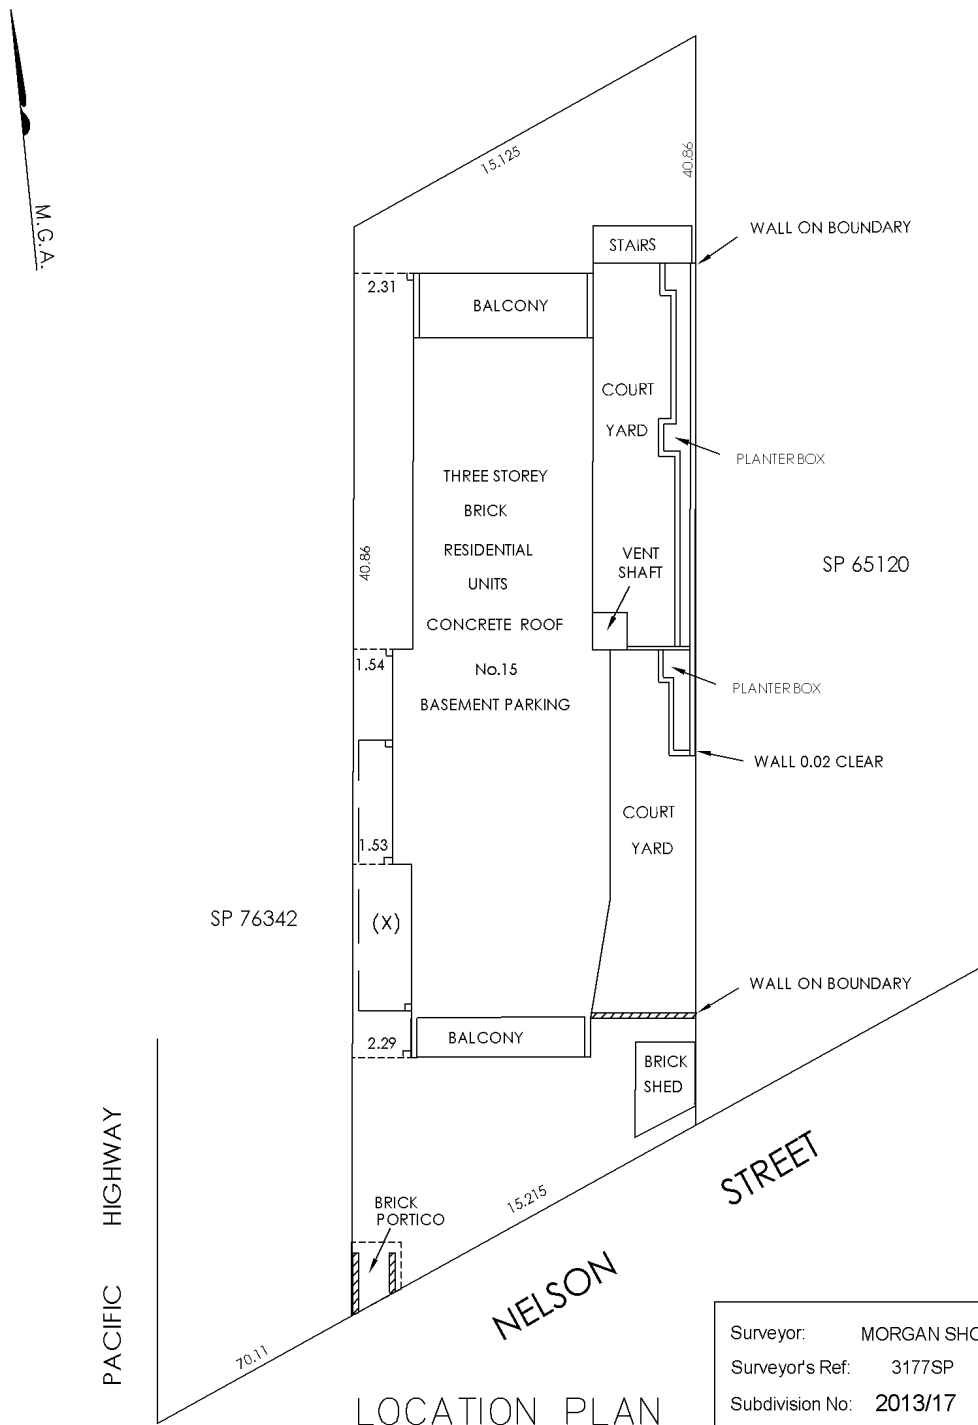 15.125
40.86
M.G.A.
WALL ON BOUNDARY
STAIRS
2.31
BALCONY
COURT
YARD
PLANTER BOX
THREE STOREY
BRICK
RESIDENTIAL
UNITS
CONCRETE ROOF
No.15
BASEMENT PARKING
40.86
VENT
SHAFT
SP 65120
1.54
PLANTER BOX
WALL 0.02 CLEAR
COURT
YARD
1.53
SP 76342
(X)
WALL ON BOUNDARY
2.29
BALCONY
BRICK
SHED
PACIFIC HIGHWAY
BRICK
PORTICO
15.215
NELSON STREET
70.11
LOCATION PLAN
Surveyor: MORGAN SHO
Surveyor's Ref: 3177SP
Subdivision No: 2013/17